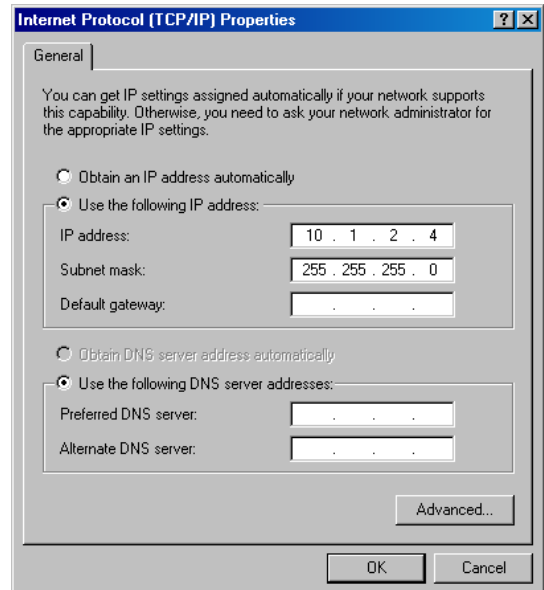 Internet Protocol (TCP/IP) Properties
General
You can get IP settings assigned automatically if your network supports
this capability. Otherwise, you need to ask your network administrator for
the appropriate IP settings.
Obtain an IP address automatically
Use the following IP address:
IP address: 10 . 1 . 2 . 4
Subnet mask: 255 . 255 . 255 . 0
Default gateway: . . .
Obtain DNS server address automatically
Use the following DNS server addresses:
Preferred DNS server: . . .
Alternate DNS server: . . .
Advanced...
OK Cancel